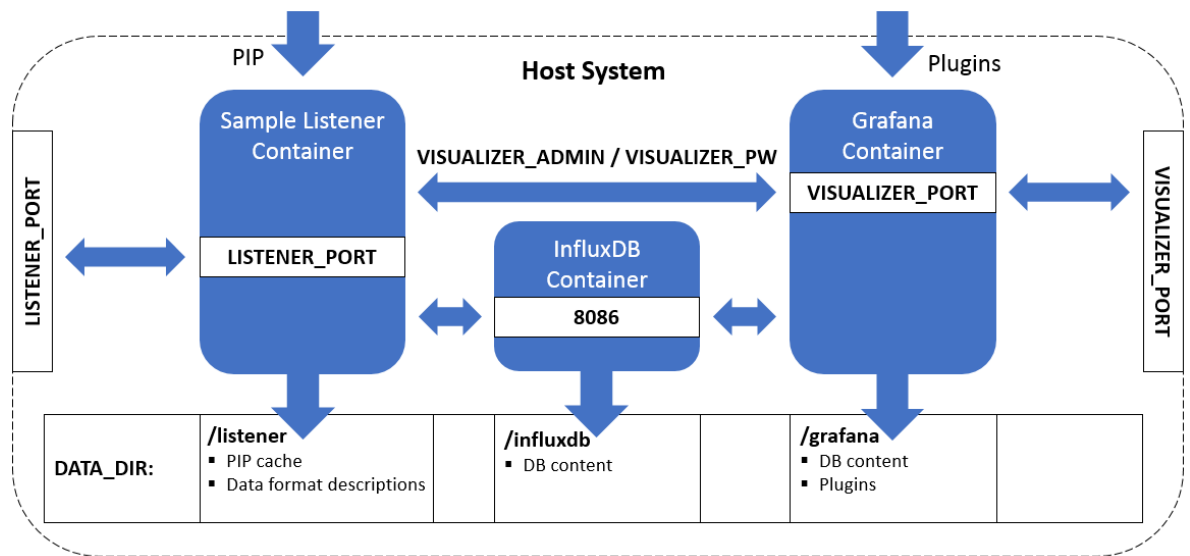 PIP
Host System
Plugins
Sample Listener
Container
Grafana
Container
VISUALIZER_ADMIN / VISUALIZER_PW
VISUALIZER_PORT
LISTENER_PORT
LISTENER_PORT
InfluxDB
Container
8086
VISUALIZER_PORT
DATA_DIR:
/listener
▪ PIP cache
▪ Data format descriptions
/influxdb
▪ DB content
/grafana
▪ DB content
▪ Plugins